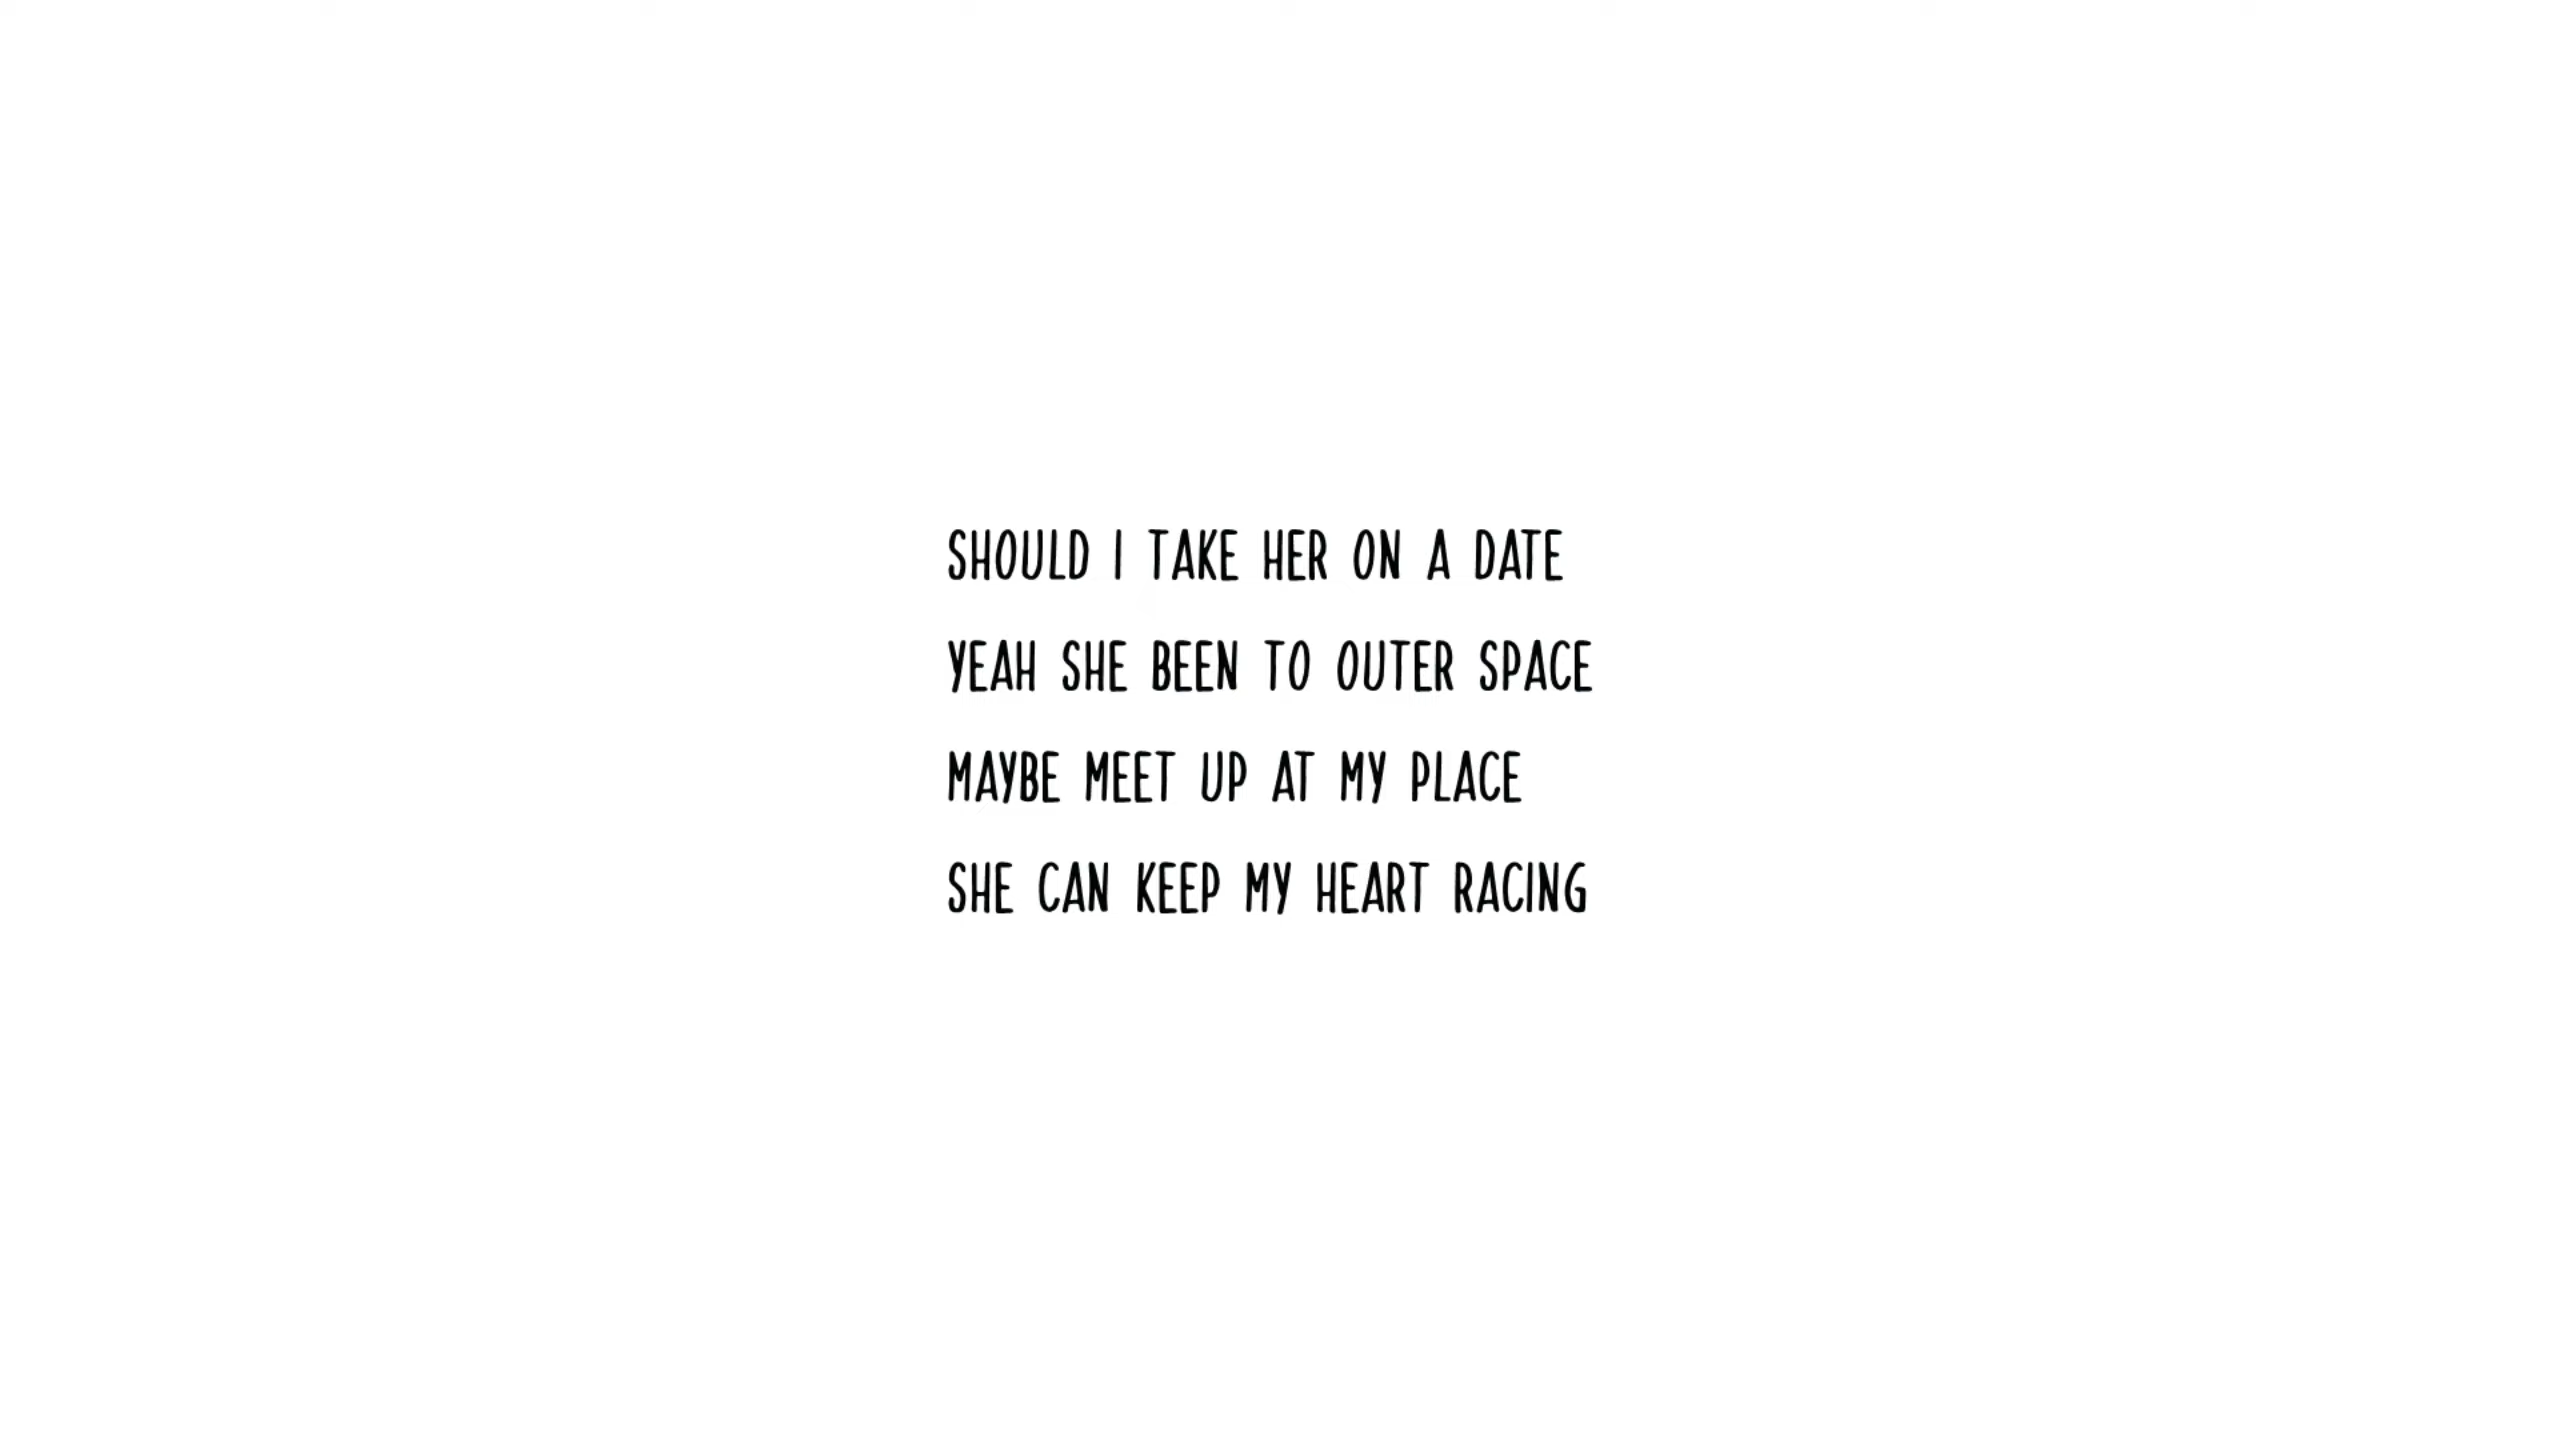 SHOULD I TAKE HER ON A DATE
YEAH SHE BEEN TO OUTER SPACE
MAYBE MEET UP AT MY PLACE
SHE CAN KEEP MY HEART RACING